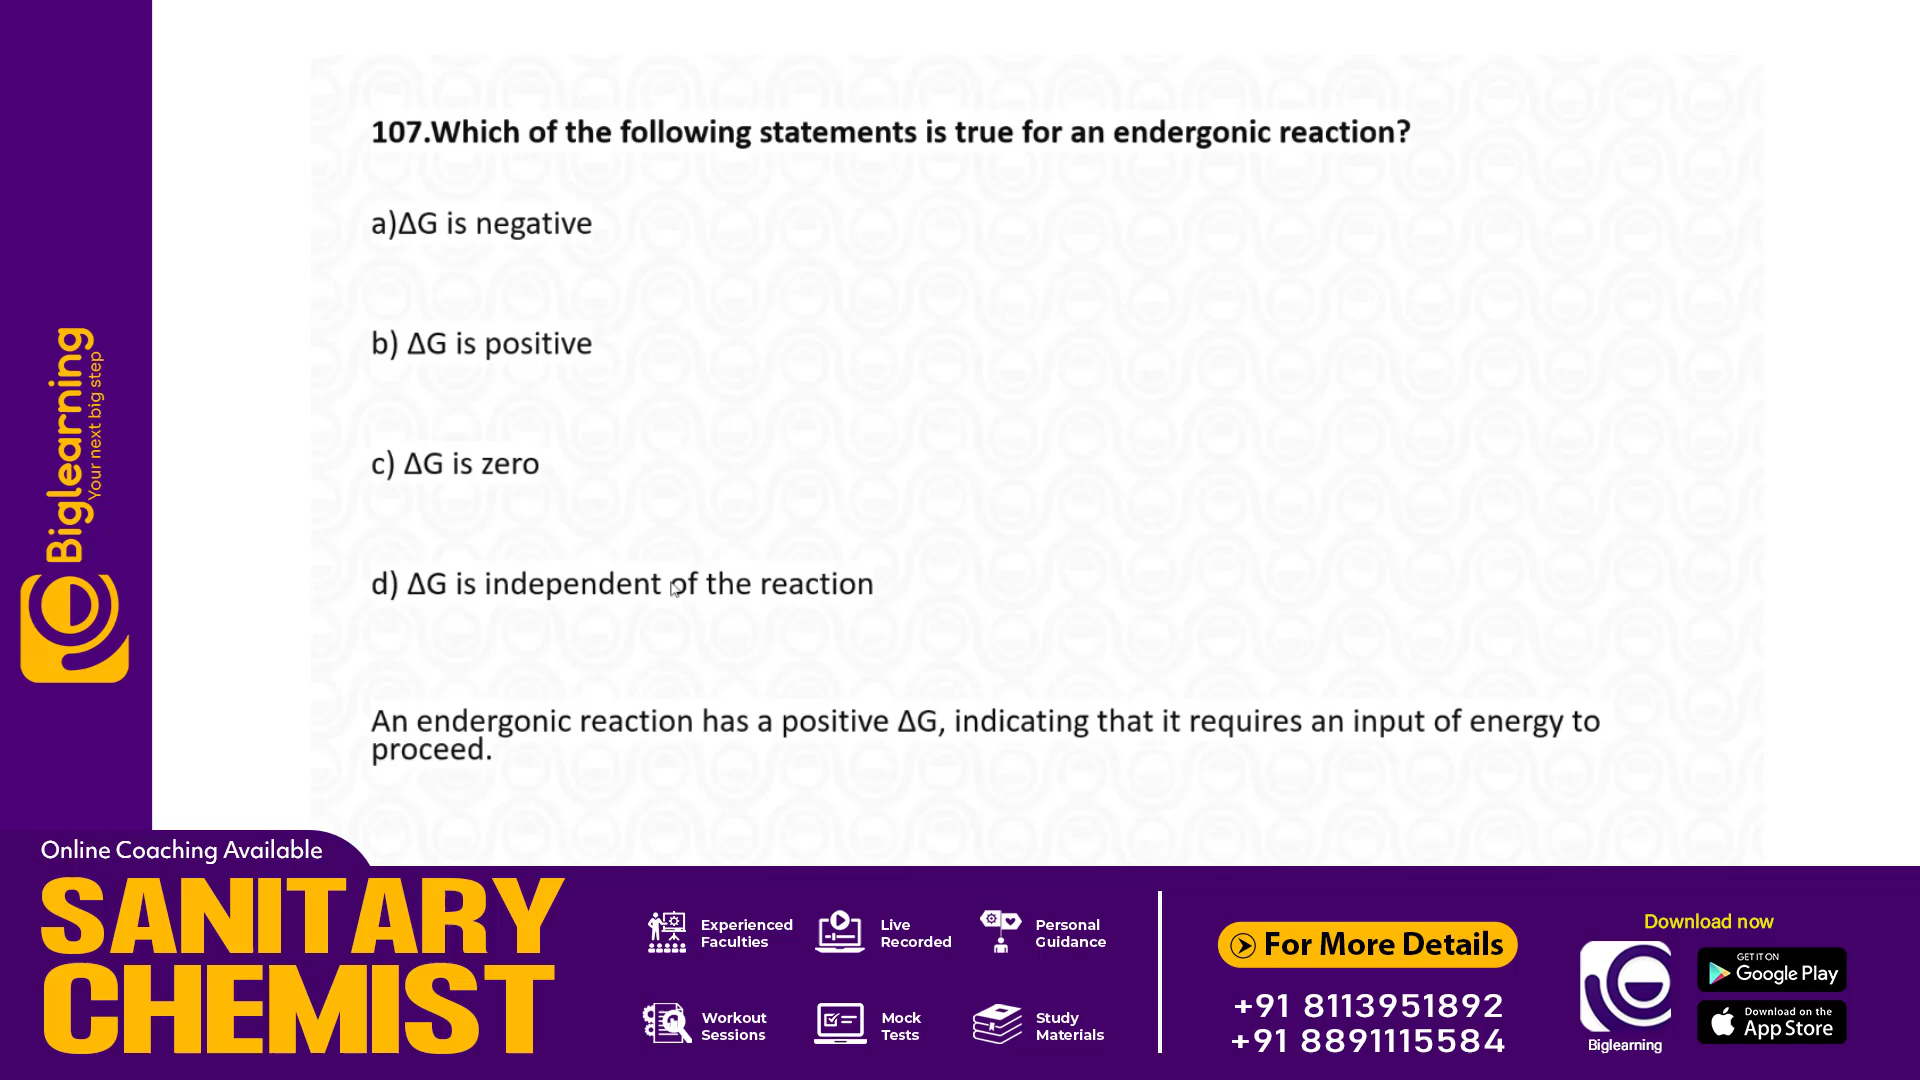 107.Which of the following statements is true for an endergonic reaction?
a)ΔG is negative
b) ΔG is positive
c) ΔG is zero
d) ΔG is independent of the reaction
An endergonic reaction has a positive ΔG, indicating that it requires an input of energy to
proceed.
Biglearning
Your next big step
Online Coaching Available
SANITARY
CHEMIST
Experienced
Faculties
Live
Recorded
Personal
Guidance
Workout
Sessions
Mock
Tests
Study
Materials
For More Details
+91 8113951892
+91 8891115584
Download now
Biglearning
GET IT ON
Google Play
Download on the
App Store